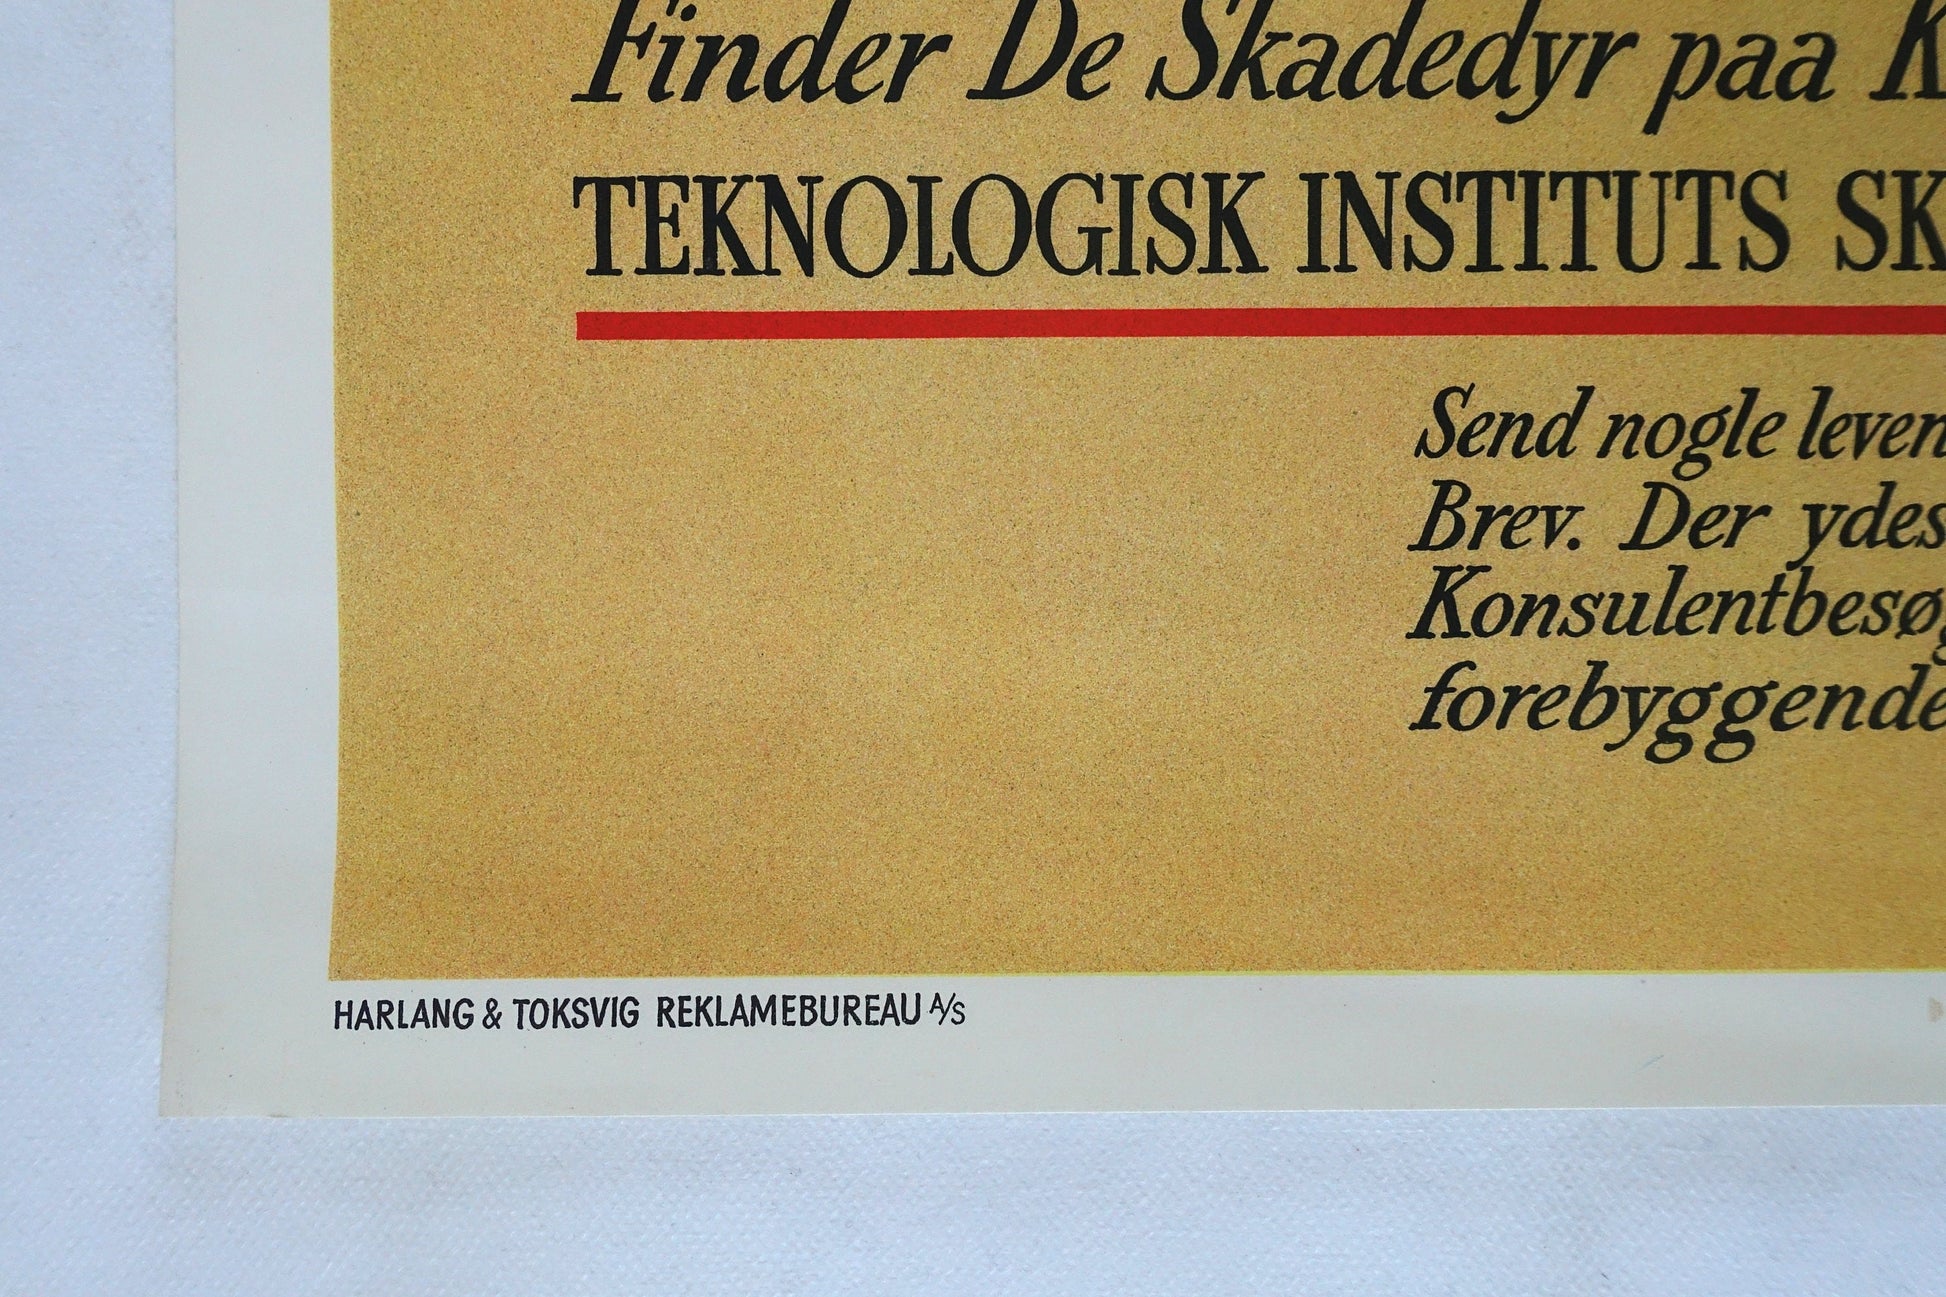 Finder De Skadedyr paa K
TEKNOLOGISK INSTITUTS SK
Send nogle leven
Brev. Der ydes
Konsulentbesøg
forebyggende
HARLANG & TOKSVIG REKLAMEBUREAU A/S